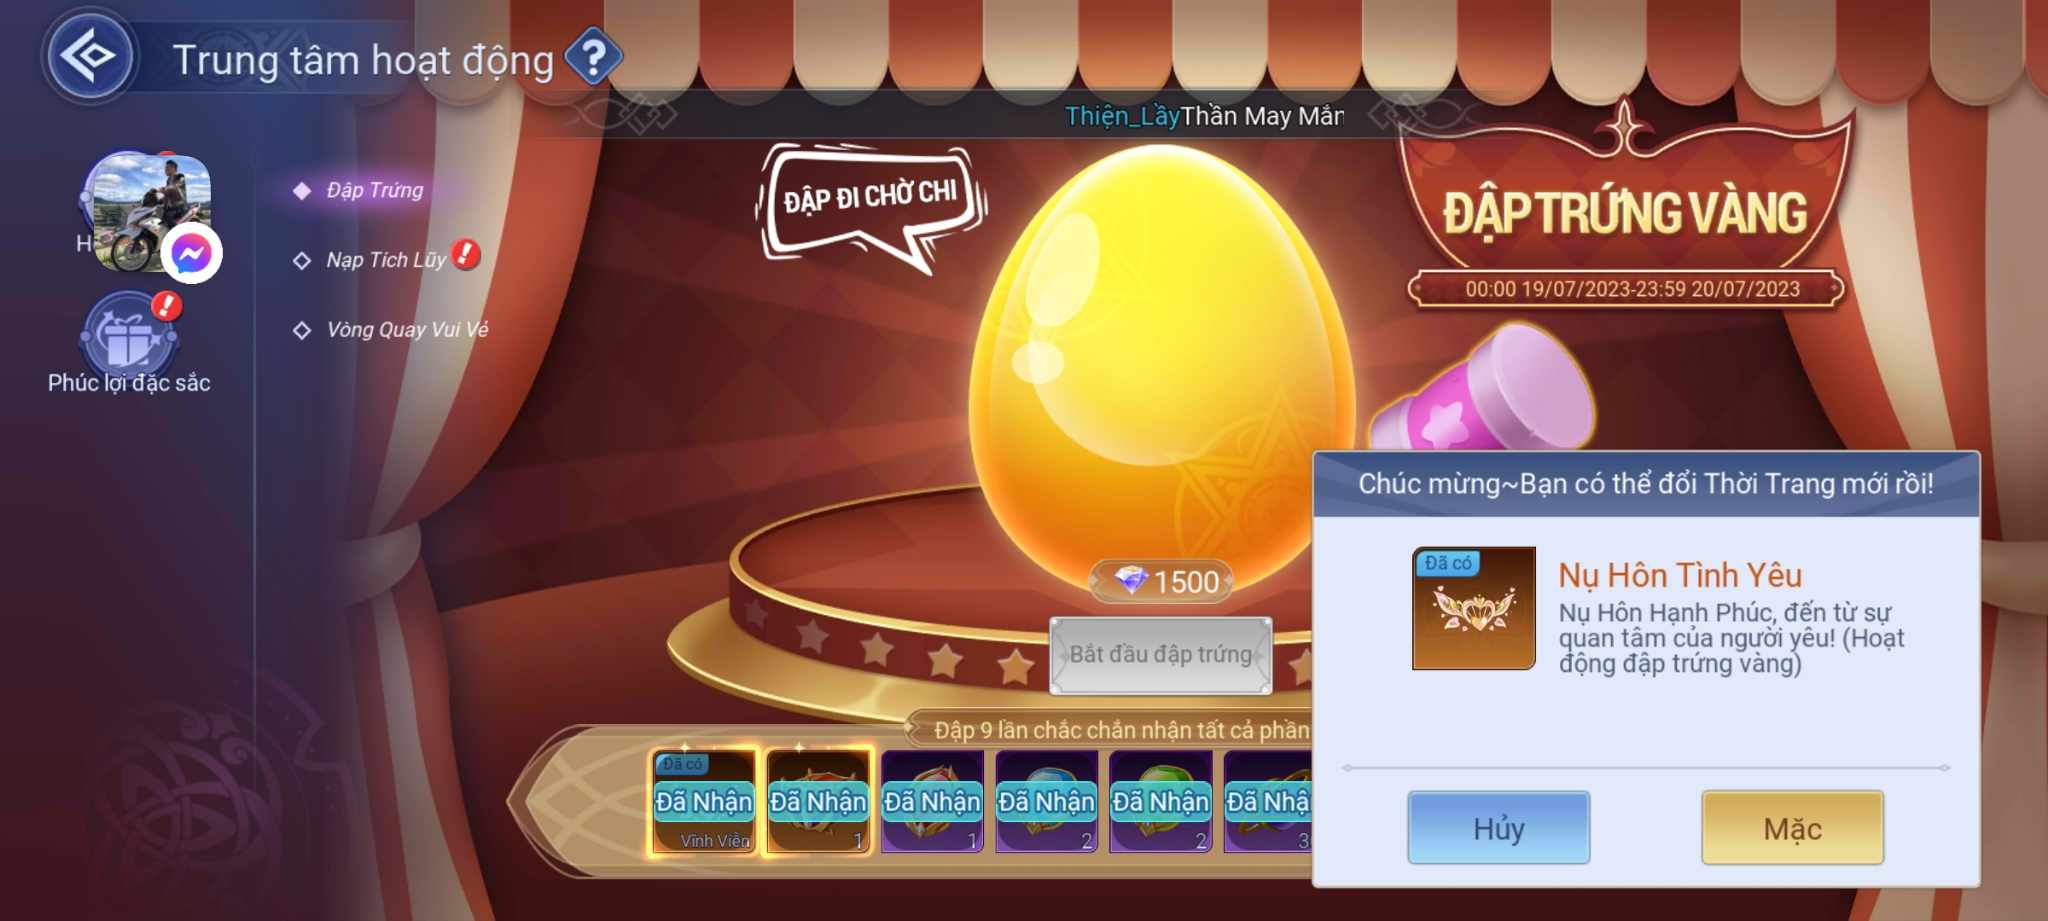 Trung tâm hoạt động
?
Thiện_LầyThần May Mắn
ĐẬP ĐI CHỜ CHI
ĐẬP TRỨNG VÀNG
00:00 19/07/2023-23:59 20/07/2023
Đập Trứng
Nạp Tích Lũy
Vòng Quay Vui Vẻ
Phúc lợi đặc sắc
1500
Bắt đầu đập trứng
Đập 9 lần chắc chắn nhận tất cả phần
Đã có
Đã Nhận
Vĩnh Viễn
Đã Nhận
1
Đã Nhận
1
Đã Nhận
2
Đã Nhận
2
Chúc mừng~Bạn có thể đổi Thời Trang mới rồi!
Đã có
Nụ Hôn Tình Yêu
Nụ Hôn Hạnh Phúc, đến từ sự
quan tâm của người yêu! (Hoạt
động đập trứng vàng)
Hủy
Mặc